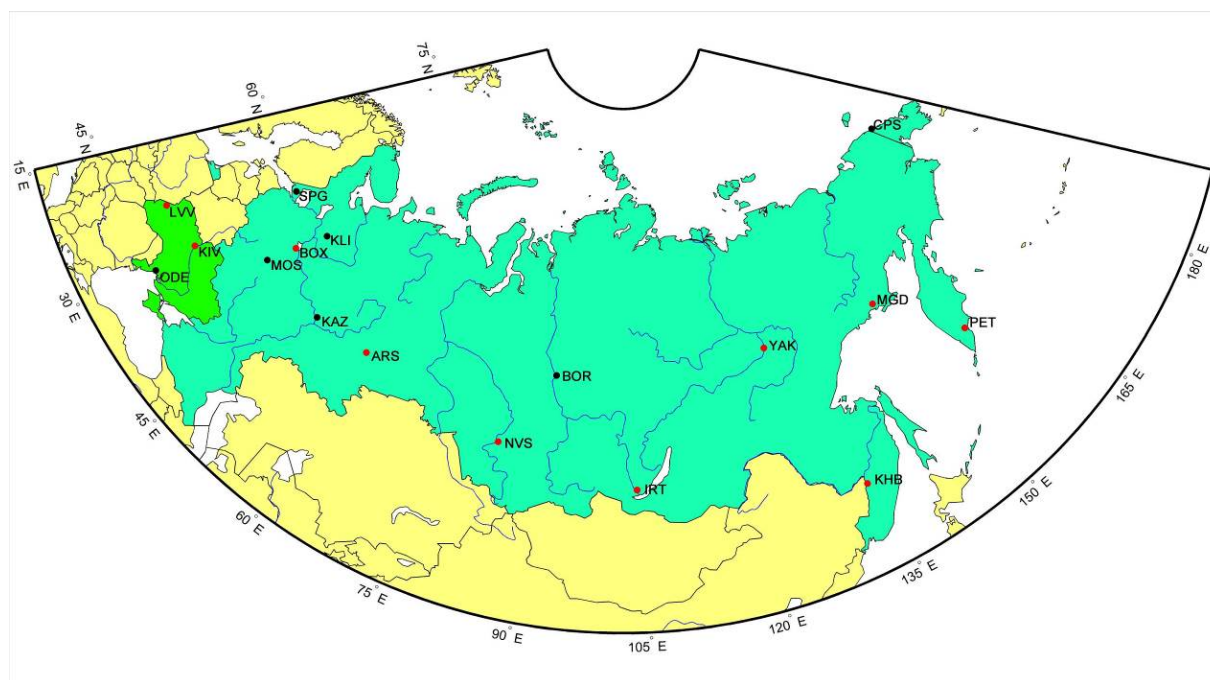 75° N
60° N
45° N
15° E
30° E
45° E
60° E
75° E
90° E
105° E
120° E
135° E
150° E
165° E
180° E
CPS
SPG
LVV
KLI
KIV
BOX
MOS
ODE
MGD
KAZ
PET
YAK
ARS
BOR
NVS
KHB
IRT